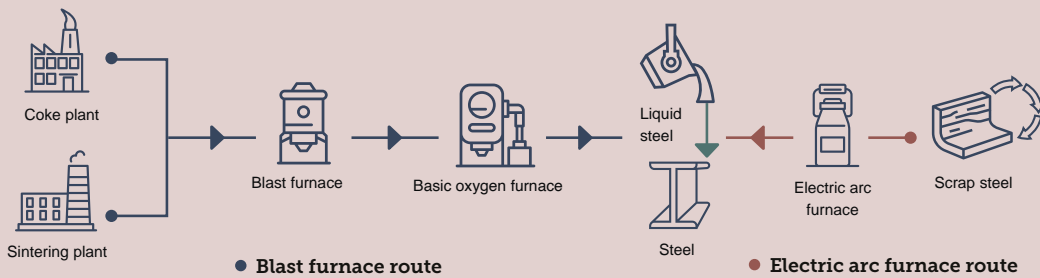 Coke plant
Sintering plant
Blast furnace
Basic oxygen furnace
Liquid
steel
Steel
Electric arc
furnace
Scrap steel
Blast furnace route
Electric arc furnace route